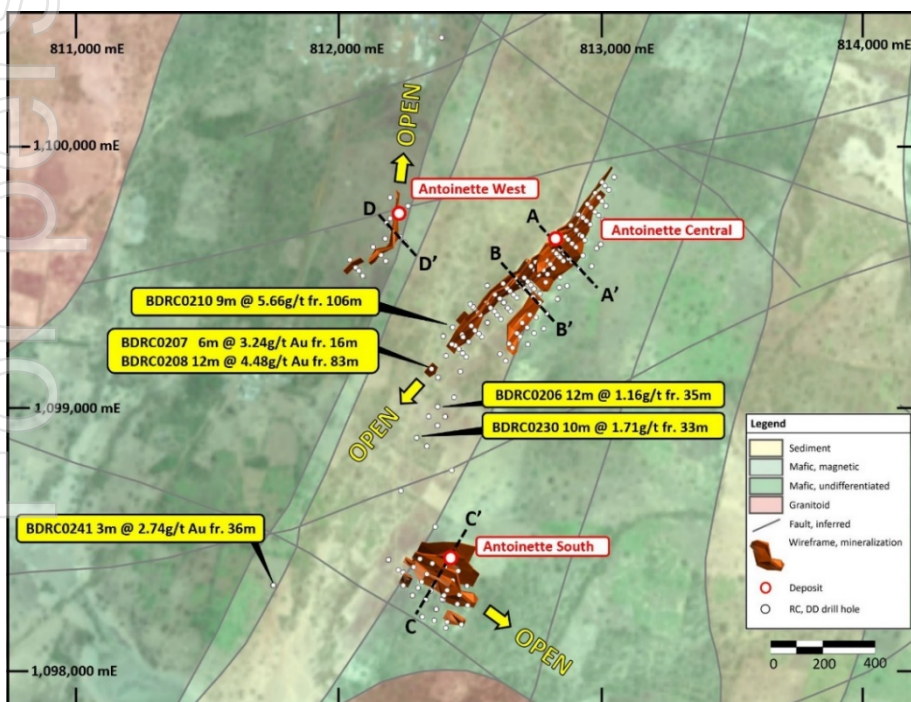 For pers
811,000 mE
812,000 mE
813,000 mE
814,000 mE
1,100,000 mE
OPEN
Antoinette West
D
A
Antoinette Central
D'
B
A'
BDRC0210 9m @ 5.66g/t fr. 106m
B'
BDRC0207 6m @ 3.24g/t Au fr. 16m
BDRC0208 12m @ 4.48g/t Au fr. 83m
BDRC0206 12m @ 1.16g/t fr. 35m
1,099,000 mE
OPEN
BDRC0230 10m @ 1.71g/t fr. 33m
Legend
Sediment
Mafic, magnetic
Mafic, undifferentiated
Granitoid
Fault, inferred
Wireframe, mineralization
Deposit
RC, DD drill hole
0 200 400
BDRC0241 3m @ 2.74g/t Au fr. 36m
C'
Antoinette South
C
OPEN
1,098,000 mE